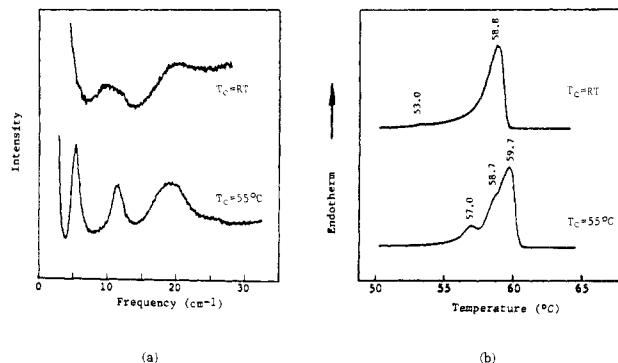 Intensity
T_C=RT
T_C=55°C
0
10
20
30
Frequency (cm-1)
(a)
Endotherm
58.8
53.0
T_C=RT
57.0
58.7
59.7
T_C=55°C
50
55
60
65
Temperature (°C)
(b)